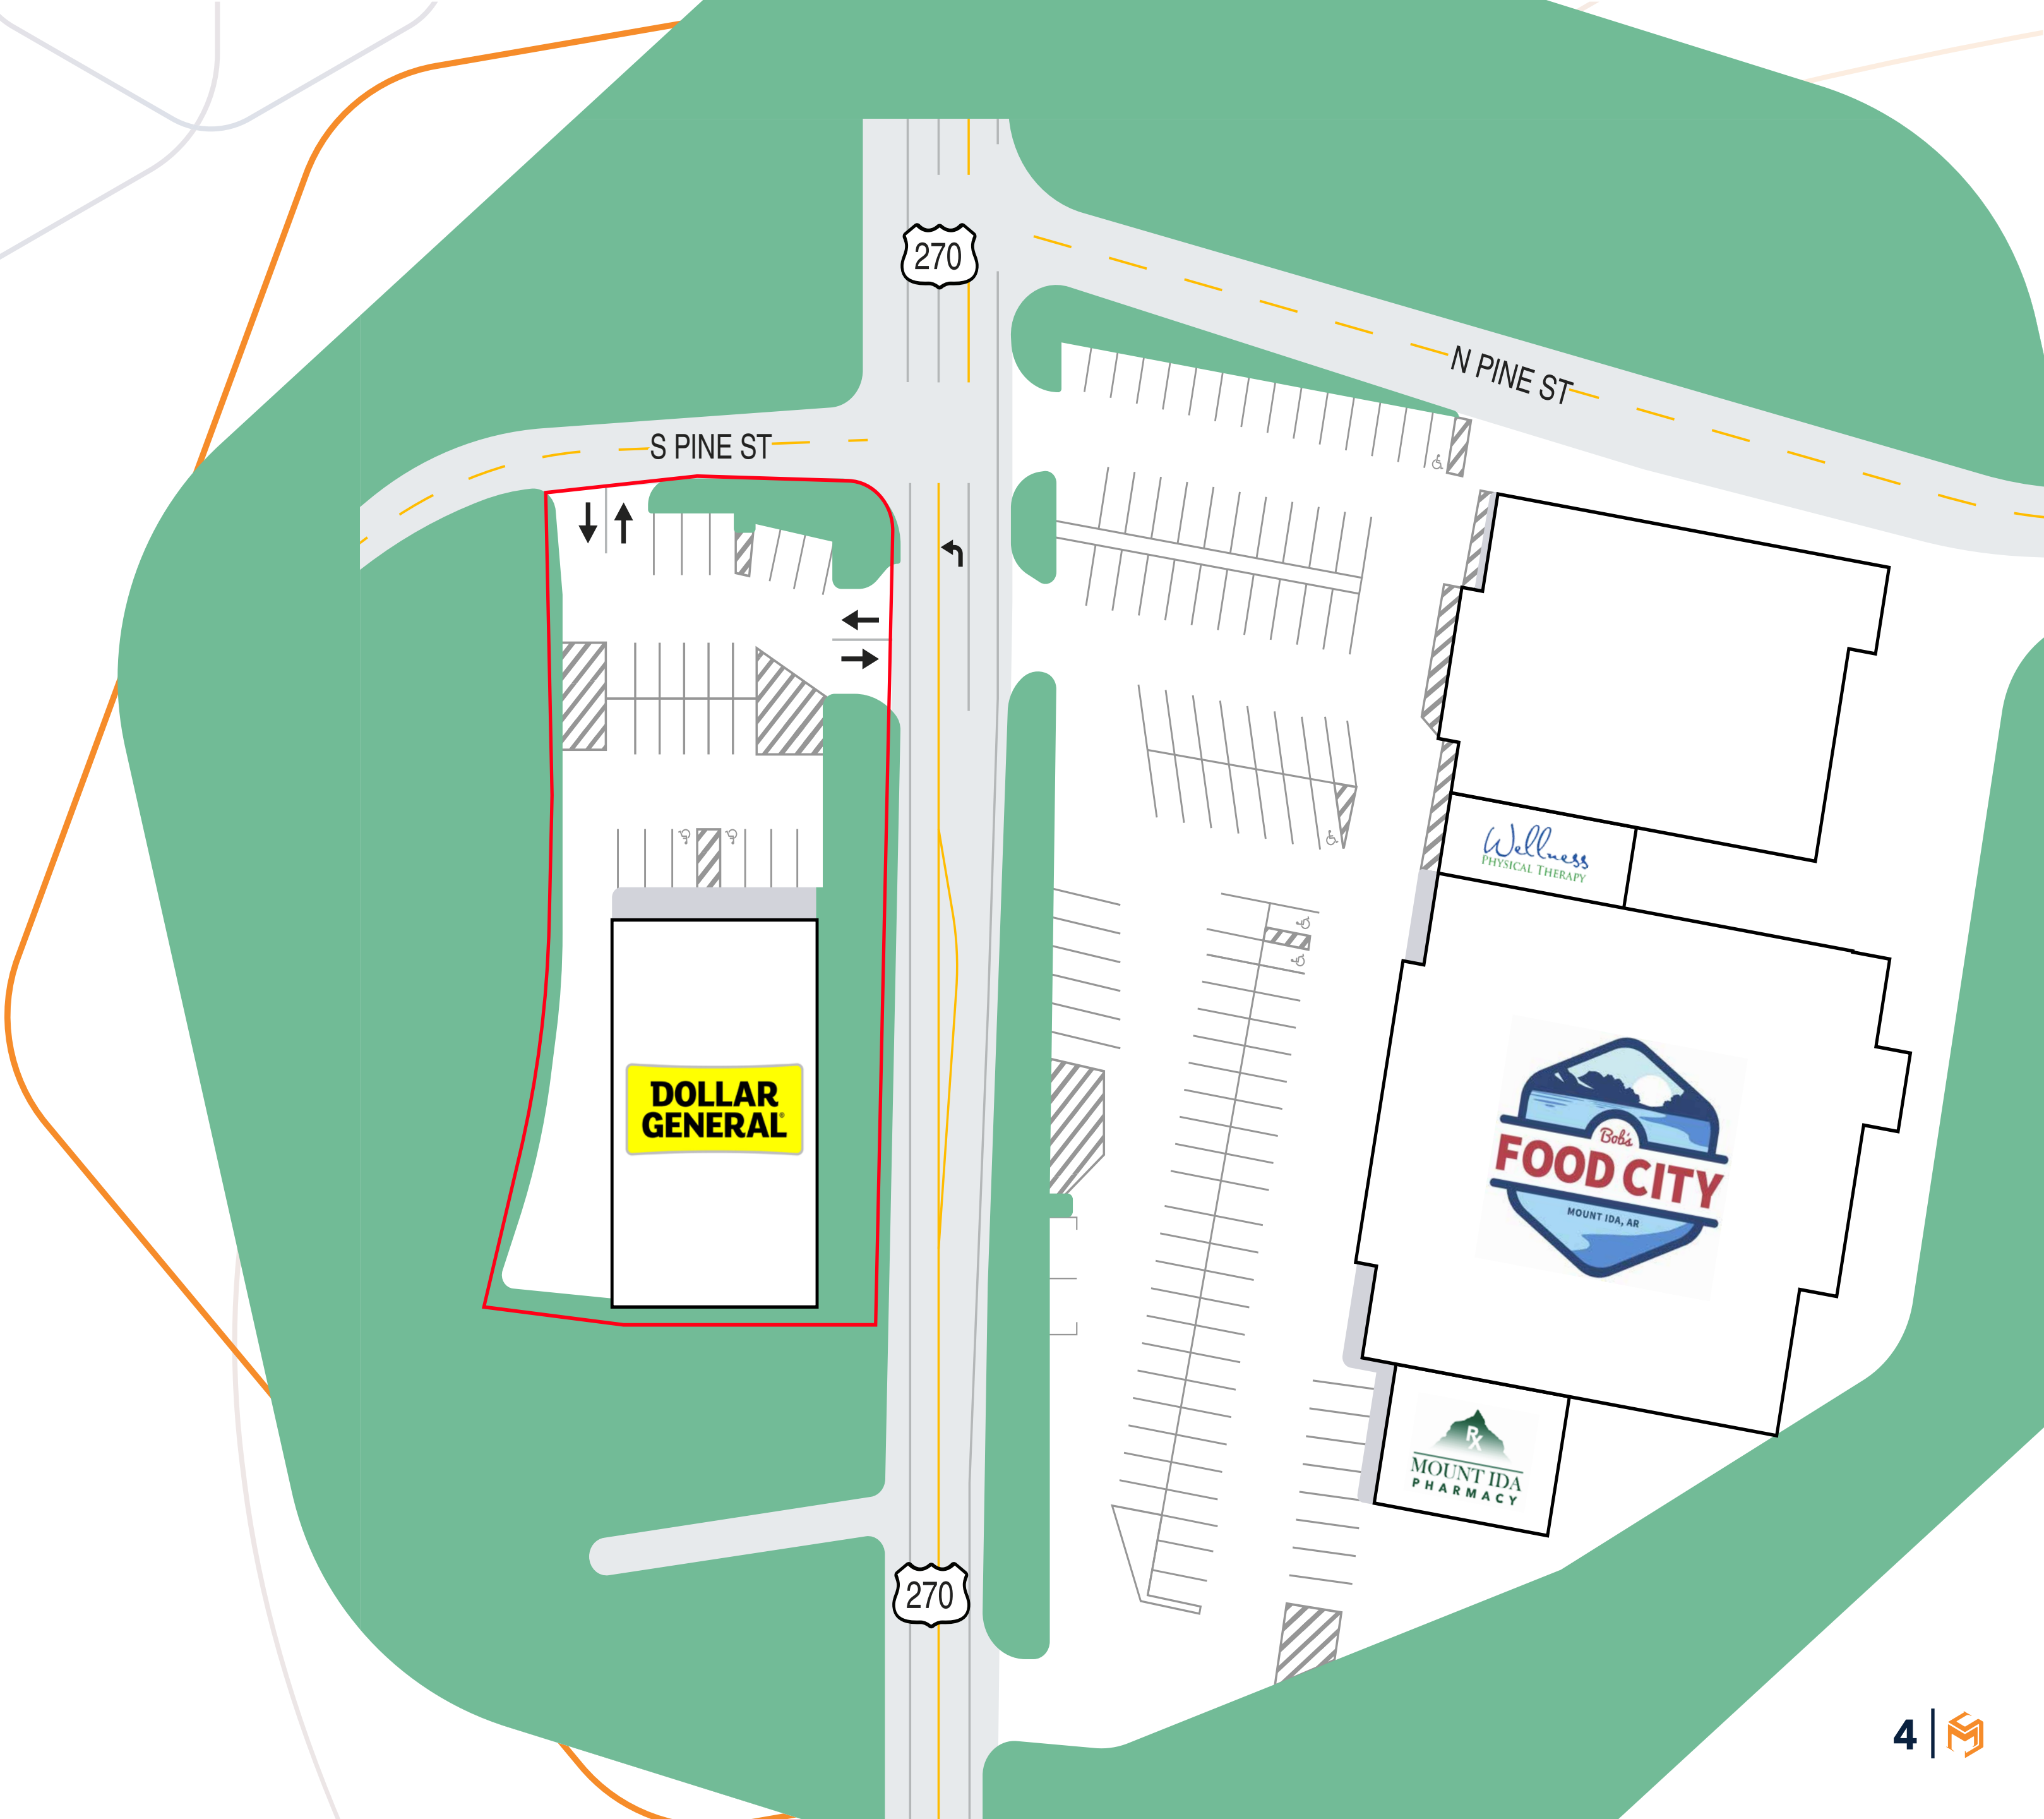 270
N PINE ST
S PINE ST
Wellness
PHYSICAL THERAPY
DOLLAR
GENERAL®
Bob's
FOOD CITY
MOUNT IDA, AR
RX
MOUNT IDA
PHARMACY
270
4